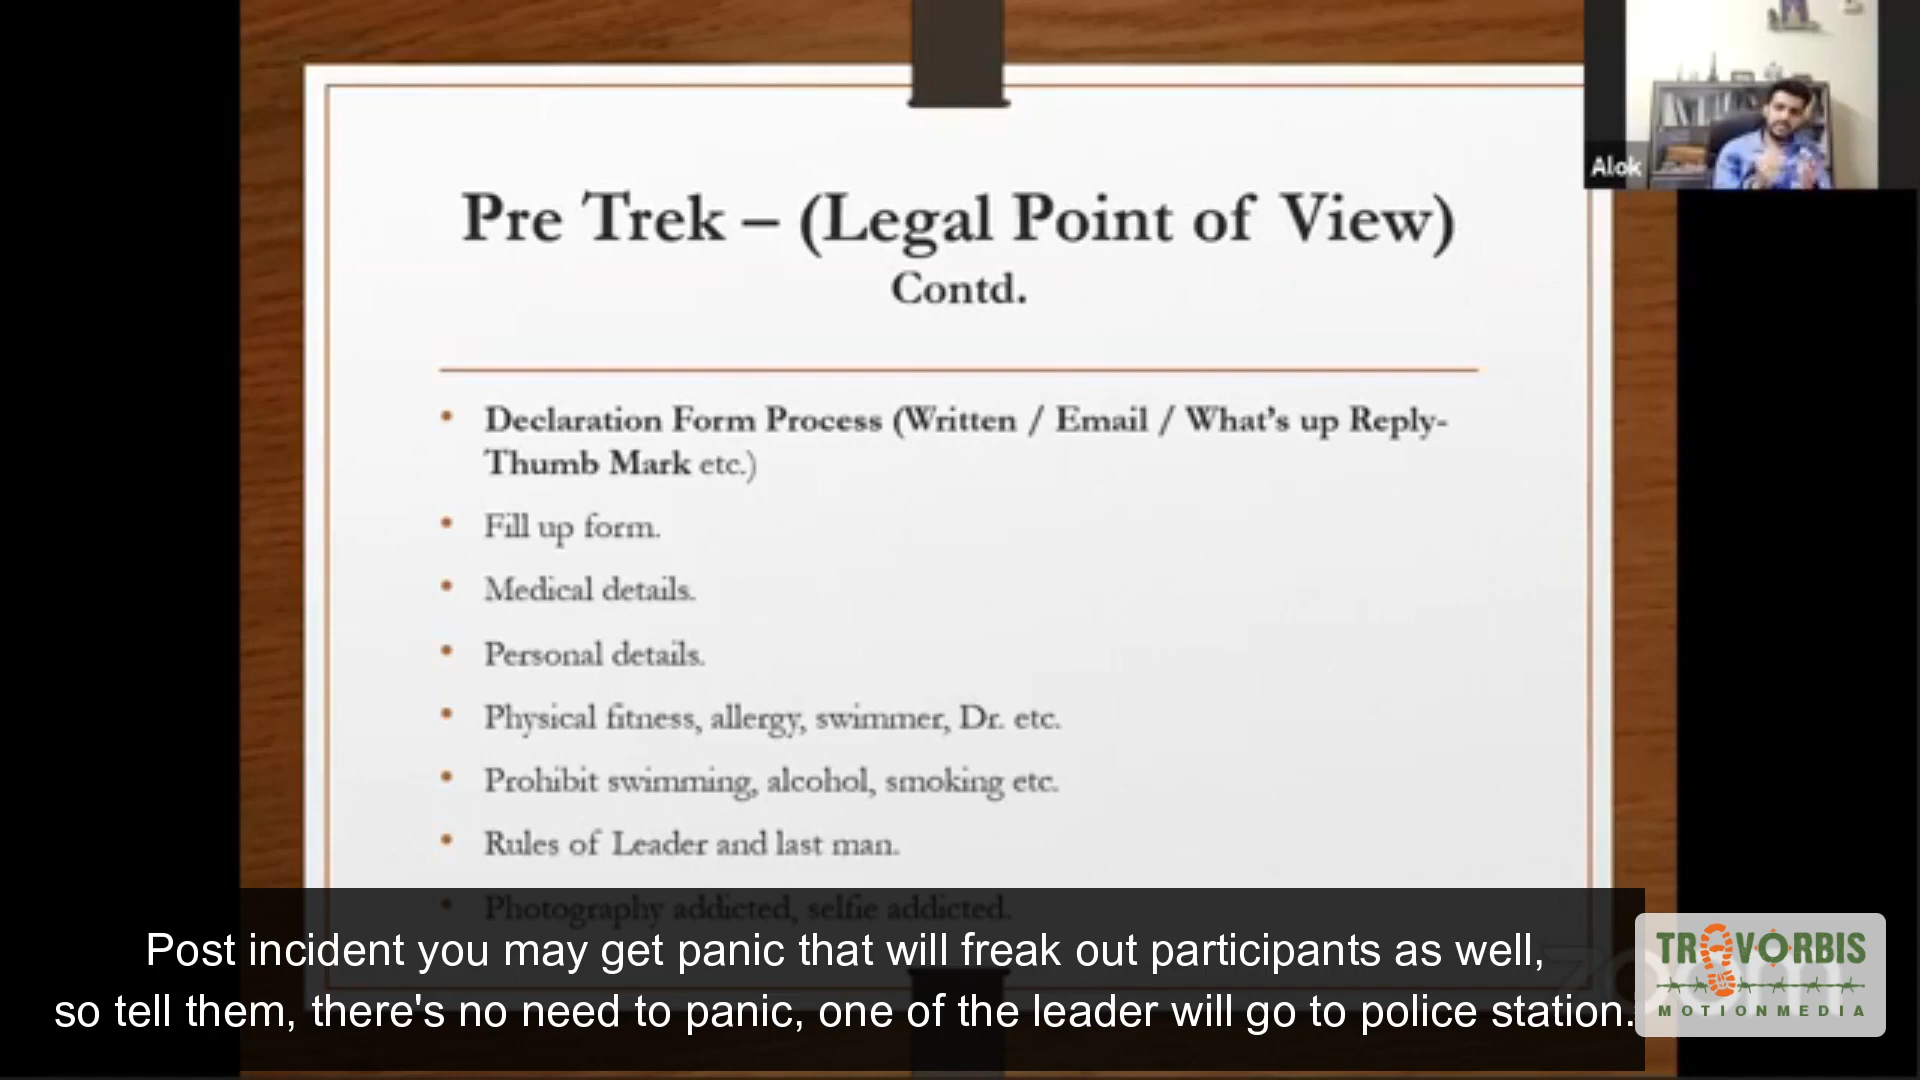 Alok
Pre Trek – (Legal Point of View)
Contd.
• Declaration Form Process (Written / Email / What's up Reply-
Thumb Mark etc.)
• Fill up form.
• Medical details.
• Personal details.
• Physical fitness, allergy, swimmer, Dr. etc.
• Prohibit swimming, alcohol, smoking etc.
• Rules of Leader and last man.
• Photography addicted, selfie addicted.
Post incident you may get panic that will freak out participants as well,
so tell them, there's no need to panic, one of the leader will go to police station.
zoom
TRAVORBIS
MOTIONMEDIA